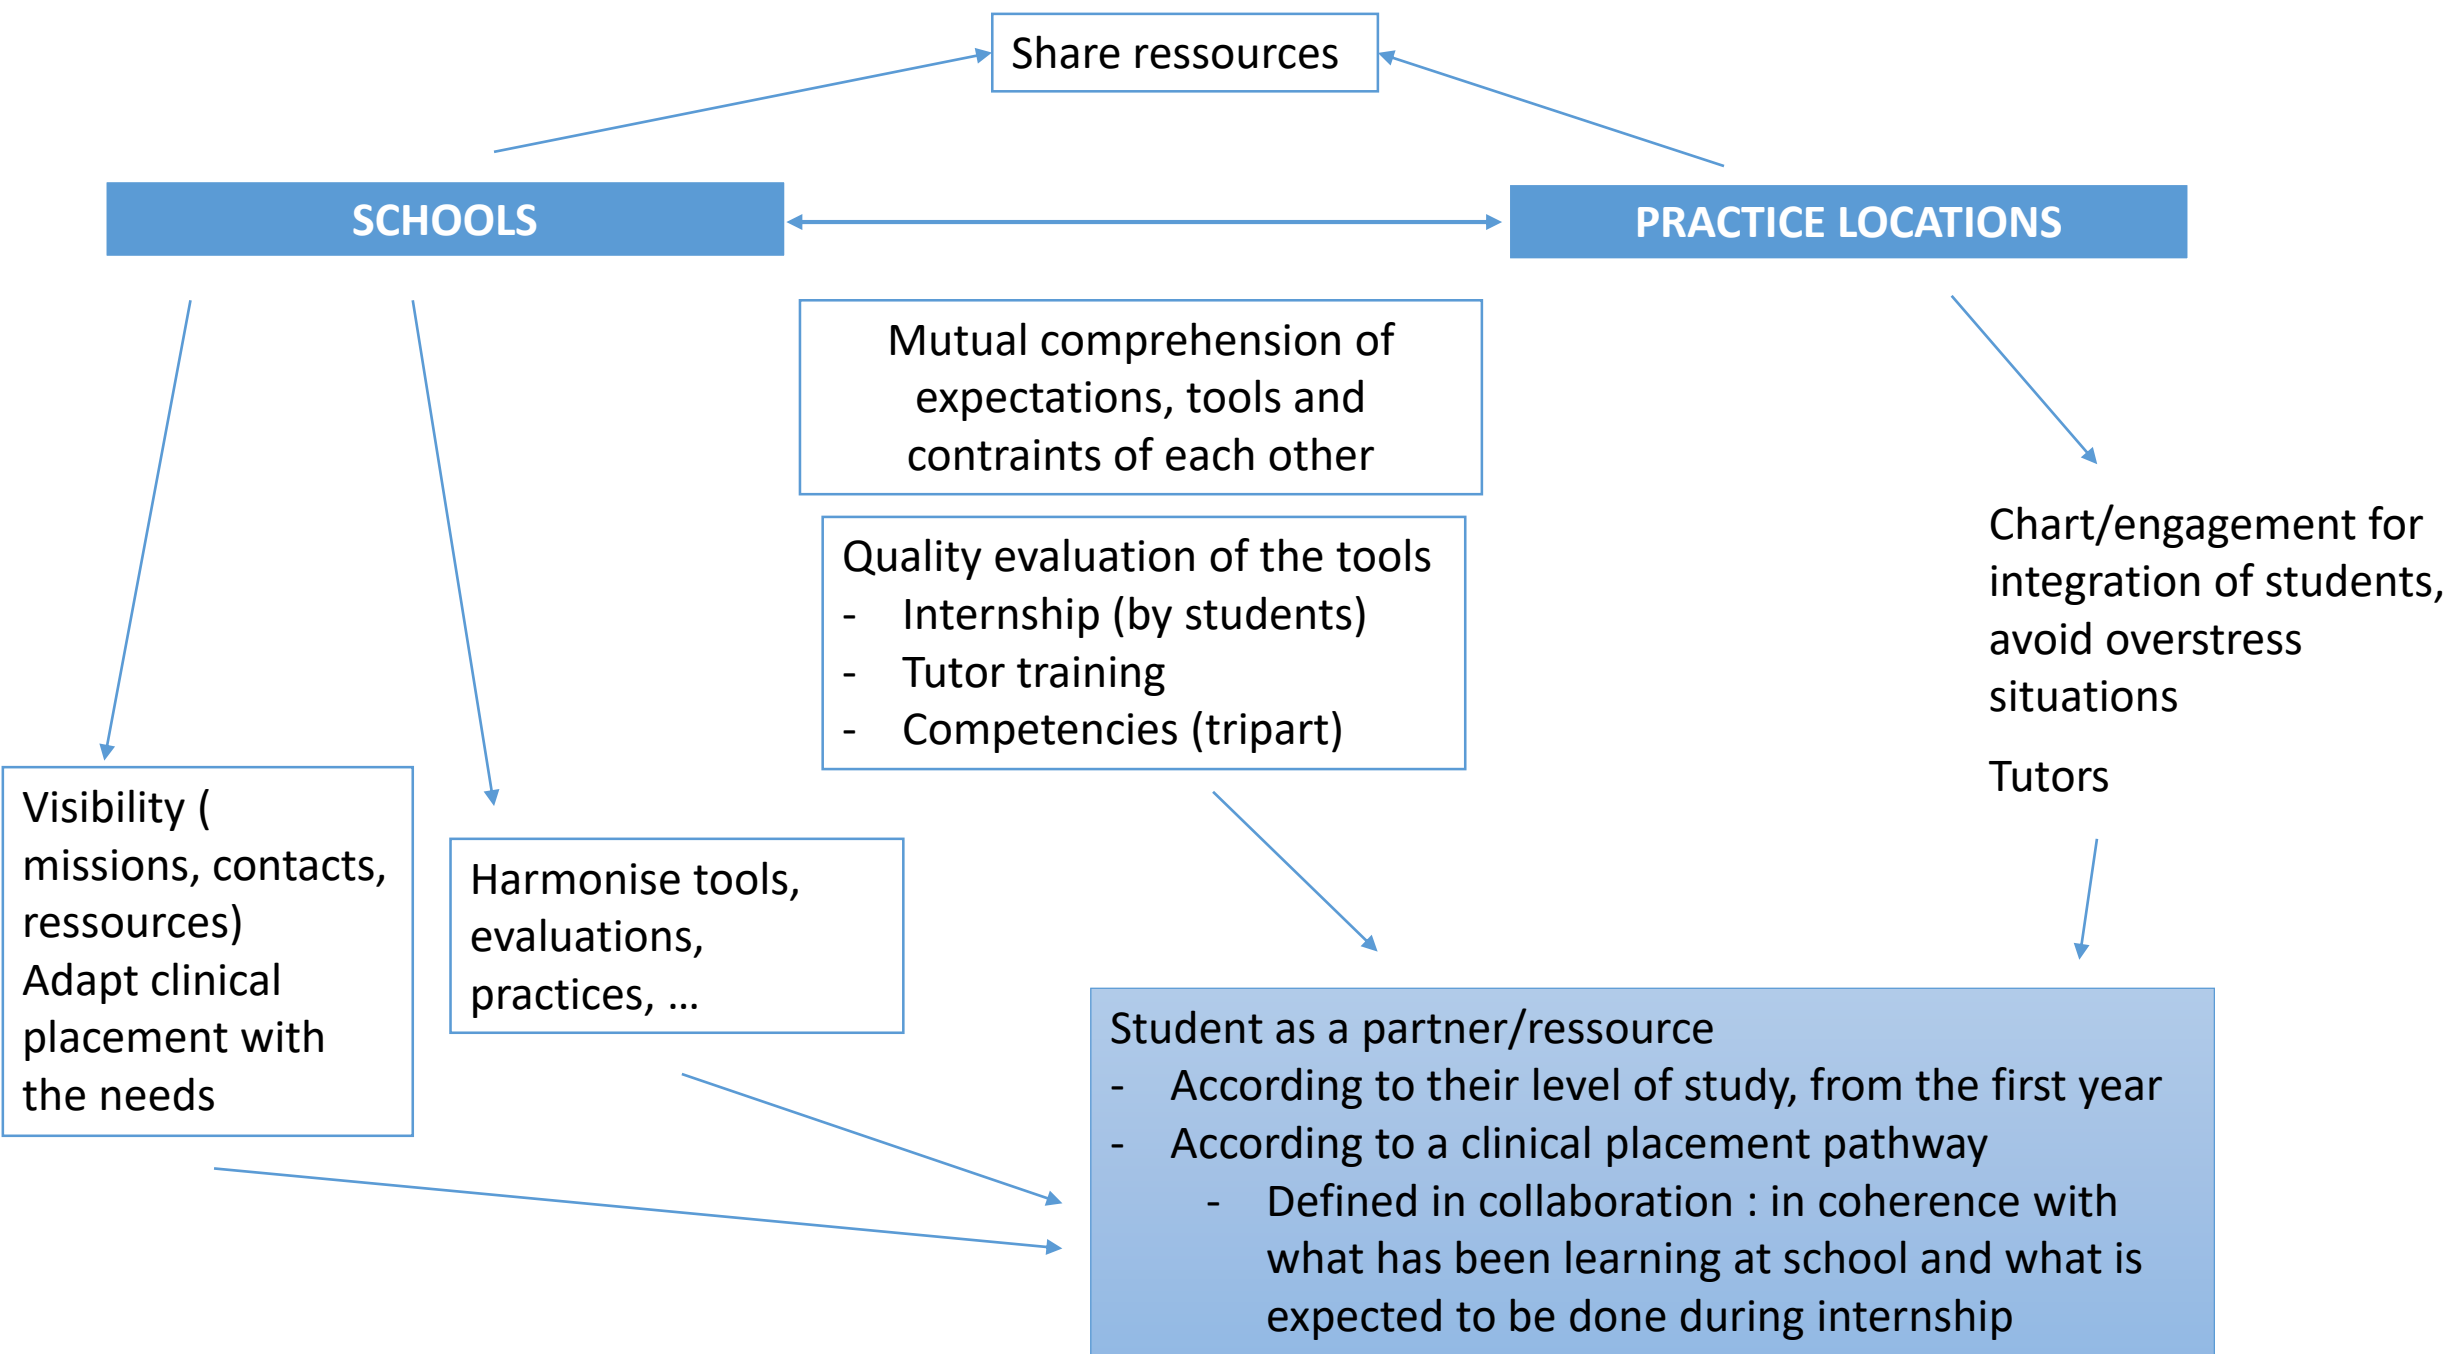 Share ressources
SCHOOLS
PRACTICE LOCATIONS
Mutual comprehension of
expectations, tools and
contraints of each other
Quality evaluation of the tools
- Internship (by students)
- Tutor training
- Competencies (tripart)
Chart/engagement for
integration of students,
avoid overstress
situations
Tutors
Visibility (
missions, contacts,
ressources)
Adapt clinical
placement with
the needs
Harmonise tools,
evaluations,
practices, ...
Student as a partner/ressource
- According to their level of study, from the first year
- According to a clinical placement pathway
- Defined in collaboration : in coherence with
what has been learning at school and what is
expected to be done during internship